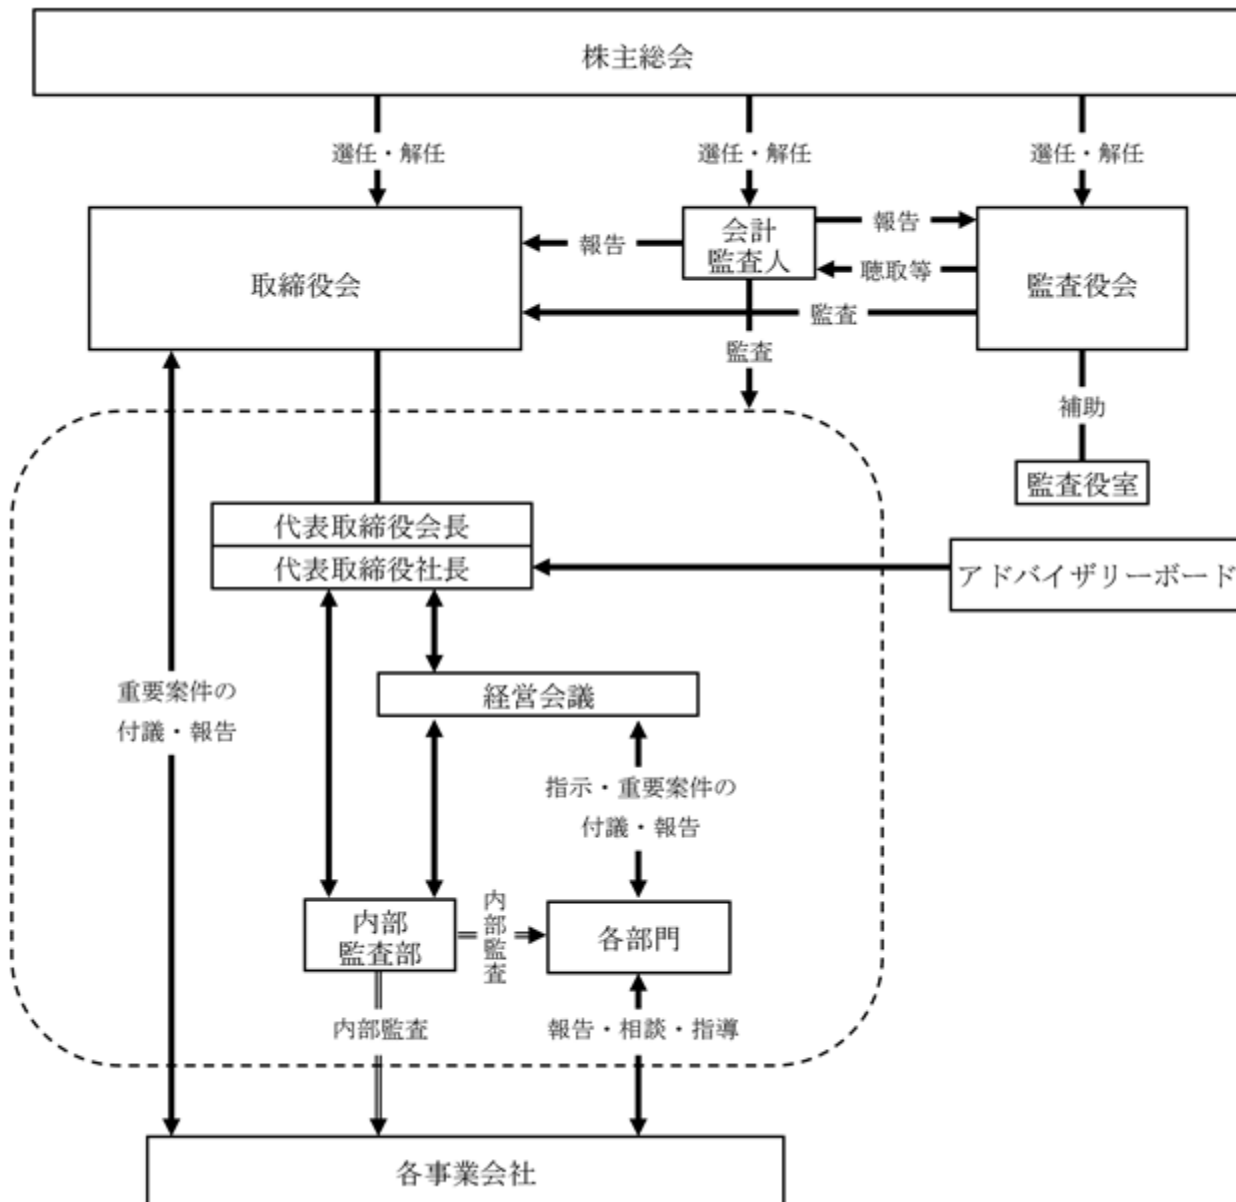 株主総会
選任・解任
選任・解任
選任・解任
取締役会
報告
会計
監査人
報告
聴取等
監査役会
監査
監査
補助
監査役室
代表取締役会長
代表取締役社長
アドバイザリーボード
重要案件の
付議・報告
経営会議
指示・重要案件の
付議・報告
内部
監査部
内部監査
各部門
内部監査
報告・相談・指導
各事業会社